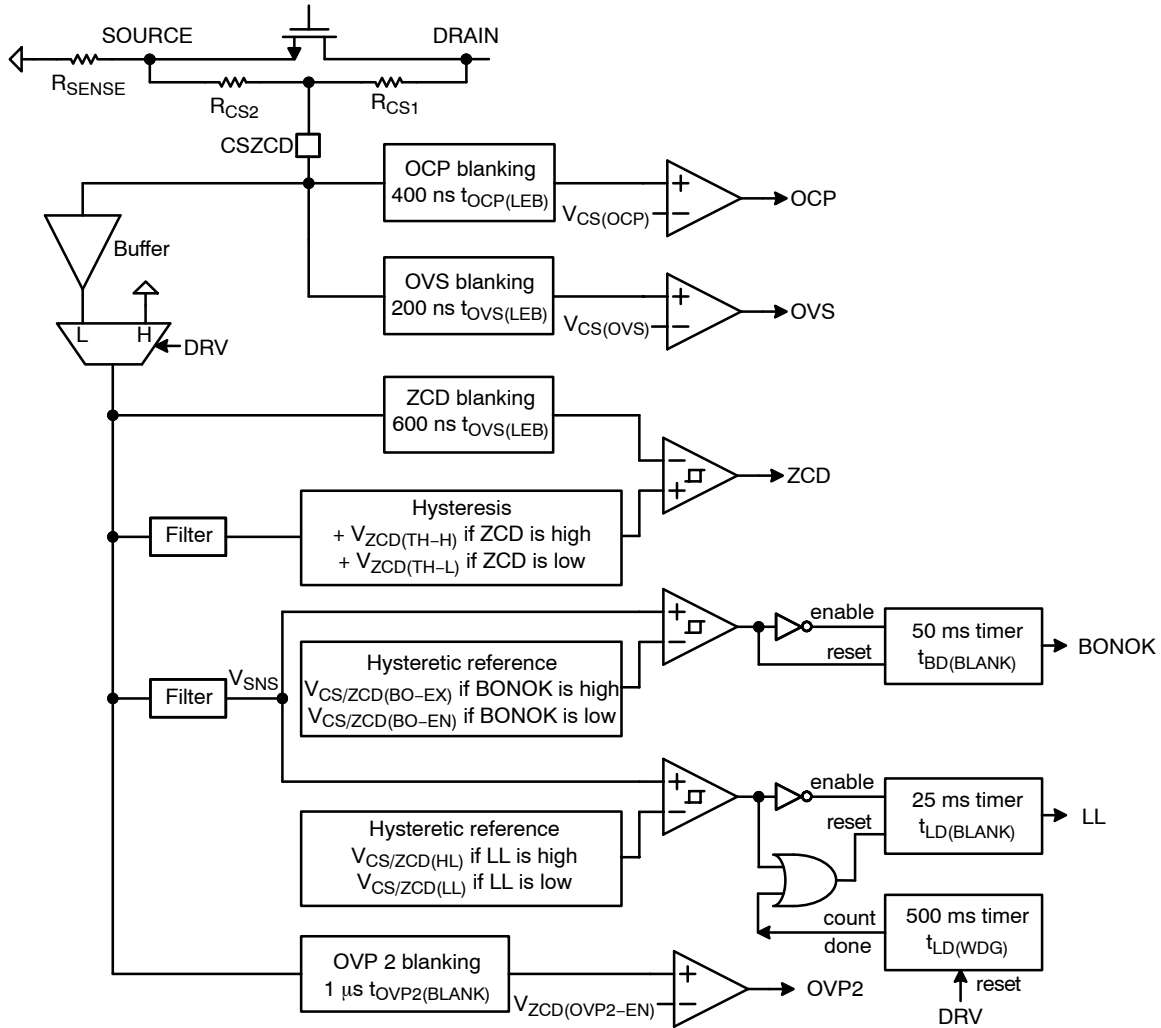 SOURCE
DRAIN
RSENSE
RCS2
RCS1
CSZCD
OCP blanking
400 ns tOCP(LEB)
+
VCS(OCP)
−
OCP
Buffer
OVS blanking
200 ns tOVS(LEB)
+
VCS(OVS)
−
OVS
L
H
DRV
ZCD blanking
600 ns tOVS(LEB)
−
+
ZCD
Filter
Hysteresis
+ VZCD(TH−H) if ZCD is high
+ VZCD(TH−L) if ZCD is low
+
−
enable
reset
50 ms timer
tBD(BLANK)
BONOK
Filter
VSNS
Hysteretic reference
VCS/ZCD(BO−EX) if BONOK is high
VCS/ZCD(BO−EN) if BONOK is low
+
−
enable
reset
25 ms timer
tLD(BLANK)
LL
Hysteretic reference
VCS/ZCD(HL) if LL is high
VCS/ZCD(LL) if LL is low
count
done
500 ms timer
tLD(WDG)
reset
DRV
OVP 2 blanking
1 μs tOVP2(BLANK)
+
VZCD(OVP2−EN)
−
OVP2